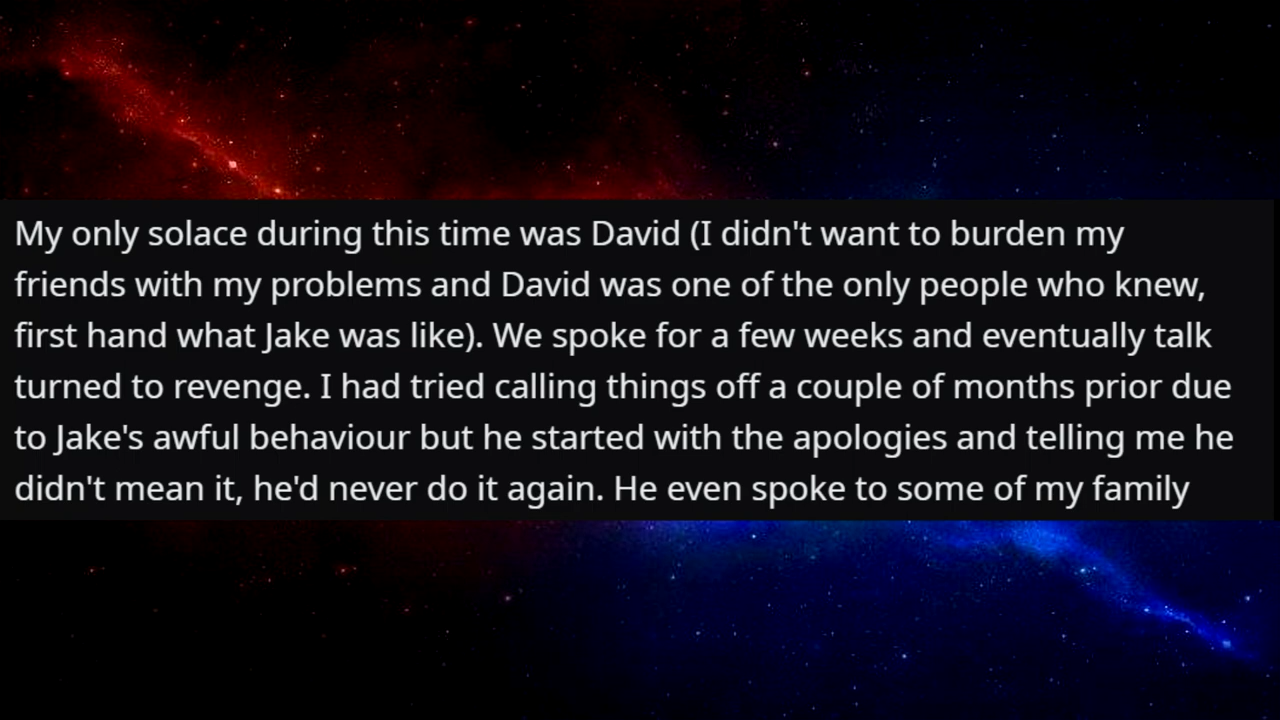 My only solace during this time was David (I didn't want to burden my
friends with my problems and David was one of the only people who knew,
first hand what Jake was like). We spoke for a few weeks and eventually talk
turned to revenge. I had tried calling things off a couple of months prior due
to Jake's awful behaviour but he started with the apologies and telling me he
didn't mean it, he'd never do it again. He even spoke to some of my family